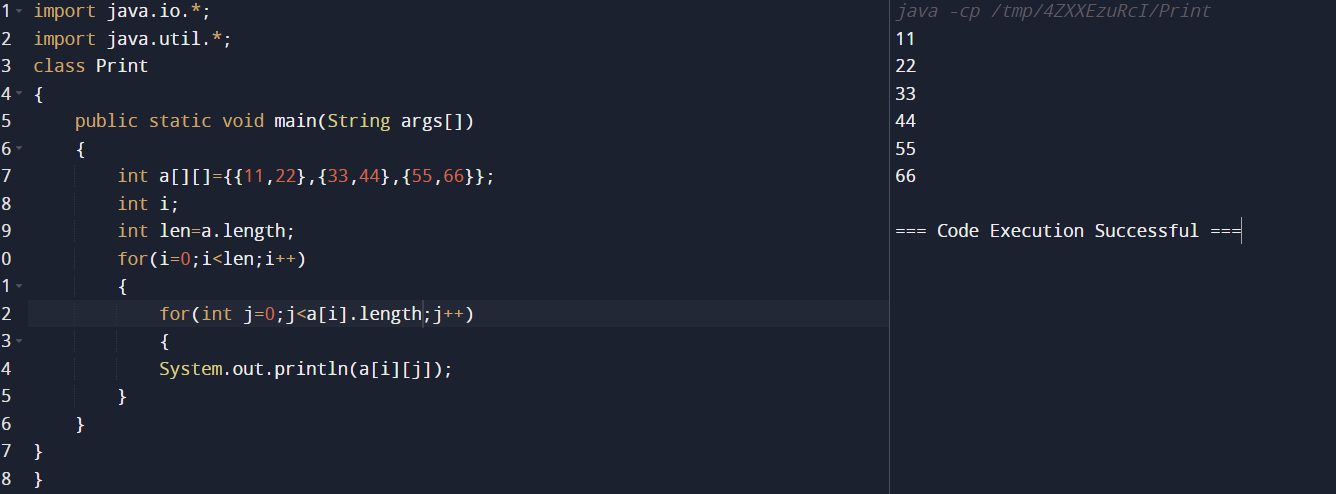 1 import java.io.*;
2 import java.util.*;
3 class Print
4 {
5     public static void main(String args[])
6     {
7         int a[][]={{11,22},{33,44},{55,66}};
8         int i;
9         int len=a.length;
0         for(i=0;i<len;i++)
1         {
2             for(int j=0;j<a[i].length;j++)
3             {
4             System.out.println(a[i][j]);
5         }
6     }
7 }
8 }
java -cp /tmp/4ZXXEzuRcI/Print
11
22
33
44
55
66
=== Code Execution Successful ===